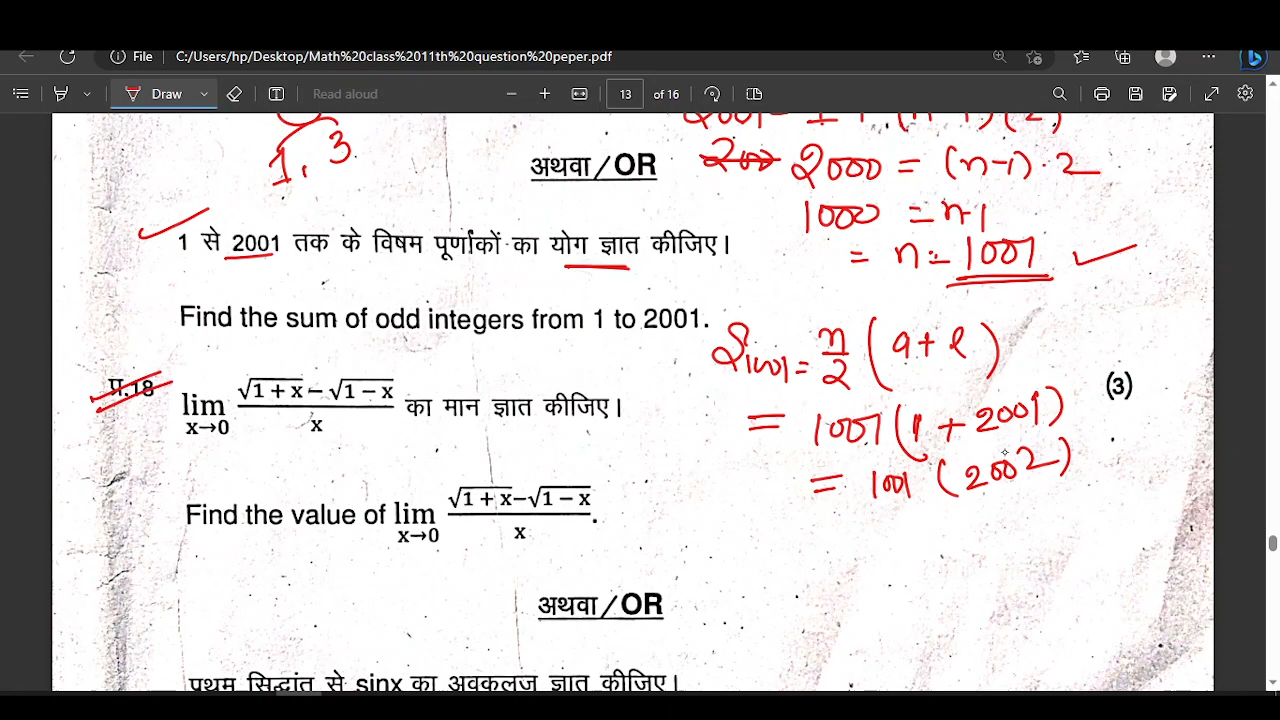 File C:/Users/hp/Desktop/Math%20class%2011th%20question%20peper.pdf
Draw Read aloud 13 of 16
1, 3
अथवा/OR
2000 = (n-1)·2
1000 = n-1
= n = 1001
1 से 2001 तक के विषम पूर्णांकों का योग ज्ञात कीजिए।
Find the sum of odd integers from 1 to 2001.
S1001 = n/2 (a+l)
(3)
= 1001 (1 + 2001)
= 1001 (2002)
प्र.18 lim x→0 √1 + x – √1 – x / x का मान ज्ञात कीजिए।
Find the value of lim x→0 √1 + x–√1 – x / x.
अथवा/OR
प्रथम सिद्धांत से sinx का अवकलज ज्ञात कीजिए।